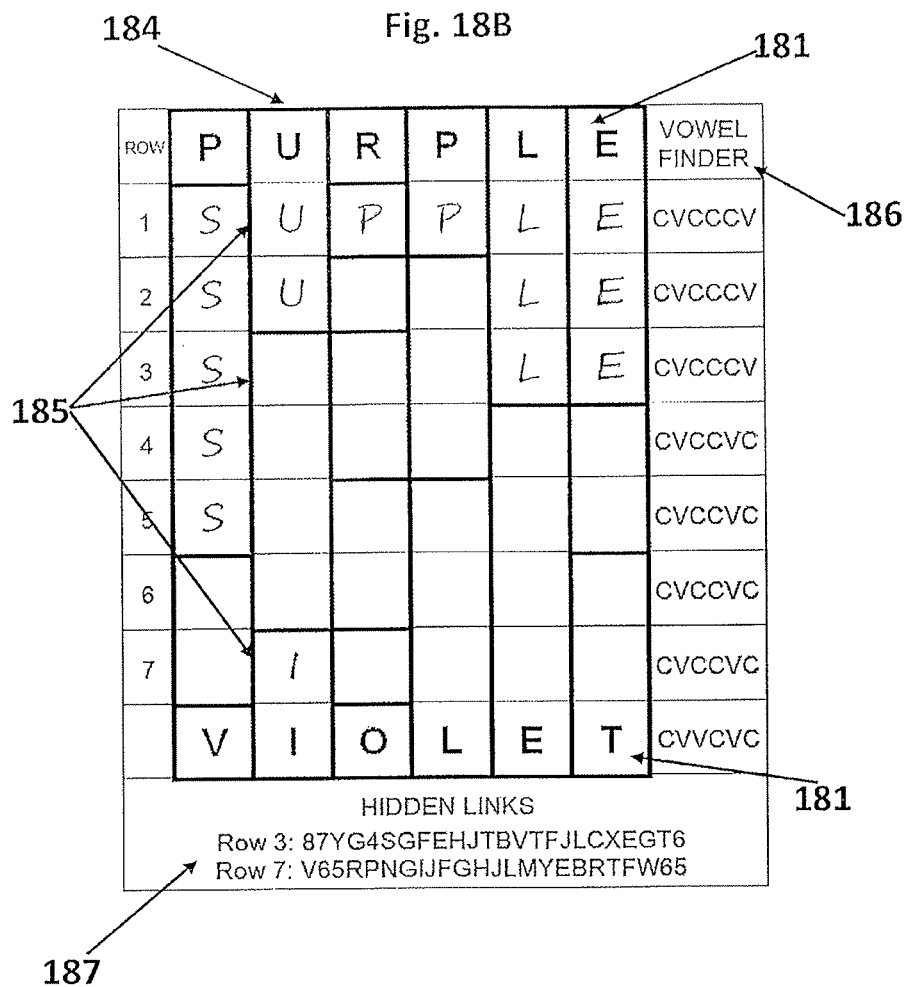 Fig. 18B
184
181
ROW P U R P L E VOWEL FINDER
186
1 S U P P L E CVCCCV
2 S U L E CVCCCV
3 S L E CVCCCV
185
4 S CVCCVC
5 S CVCCVC
6 CVCCVC
7 I CVCCVC
V I O L E T CVVCVC
181
HIDDEN LINKS
Row 3: 87YG4SGFEHJTBVTFJLCXEGT6
Row 7: V65RPNGIJFGHJLMYEBRTFW65
187